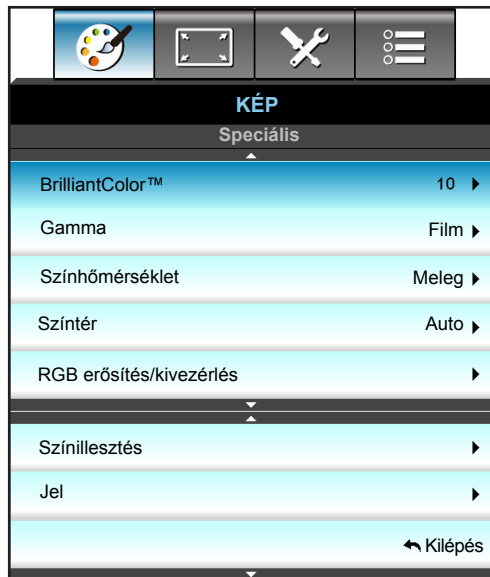 KÉP
Speciális
BrilliantColor™ 10
Gamma Film
Színhőmérséklet Meleg
Színtér Auto
RGB erősítés/kivezérlés
Színillesztés
Jel
Kilépés